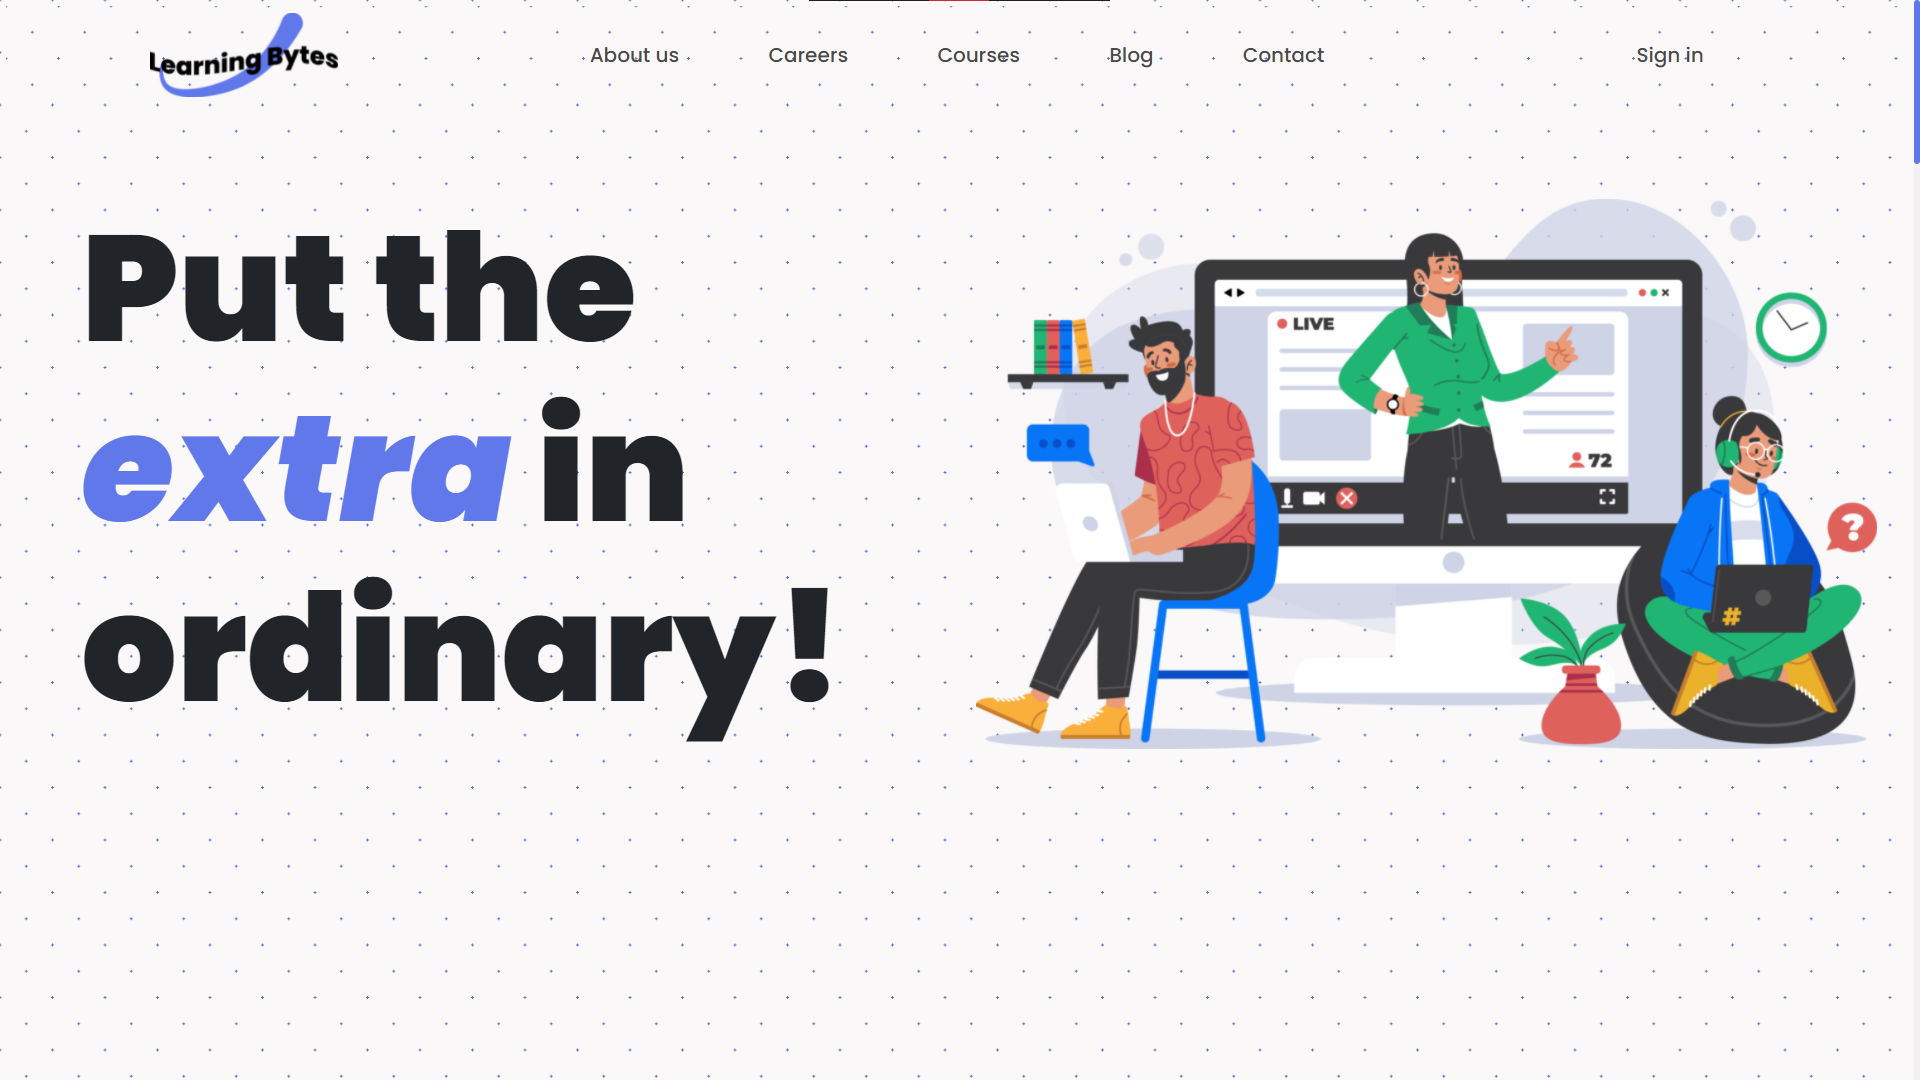 Learning Bytes
About us
Careers
Courses
Blog
Contact
Sign in
Put the
extra in
ordinary!
LIVE
72
?
#